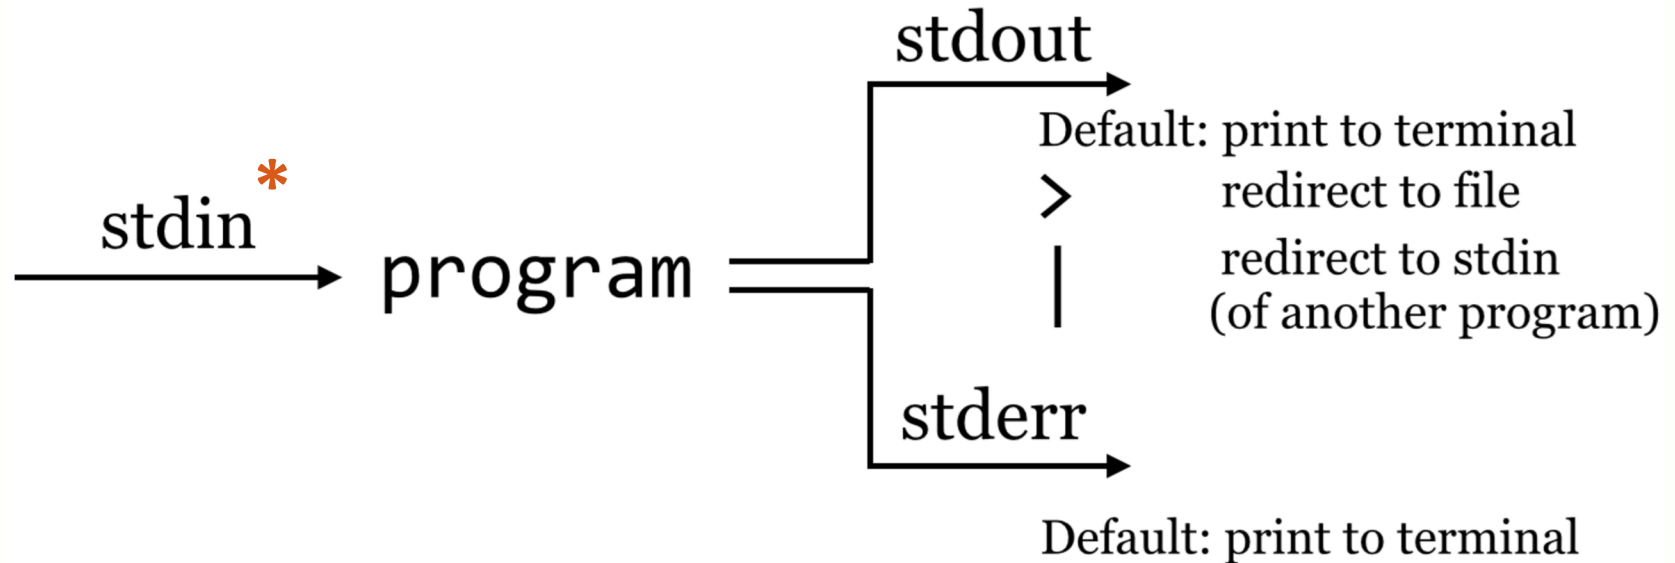 stdout
Default: print to terminal
> redirect to file
| redirect to stdin
(of another program)
stdin*
program
stderr
Default: print to terminal